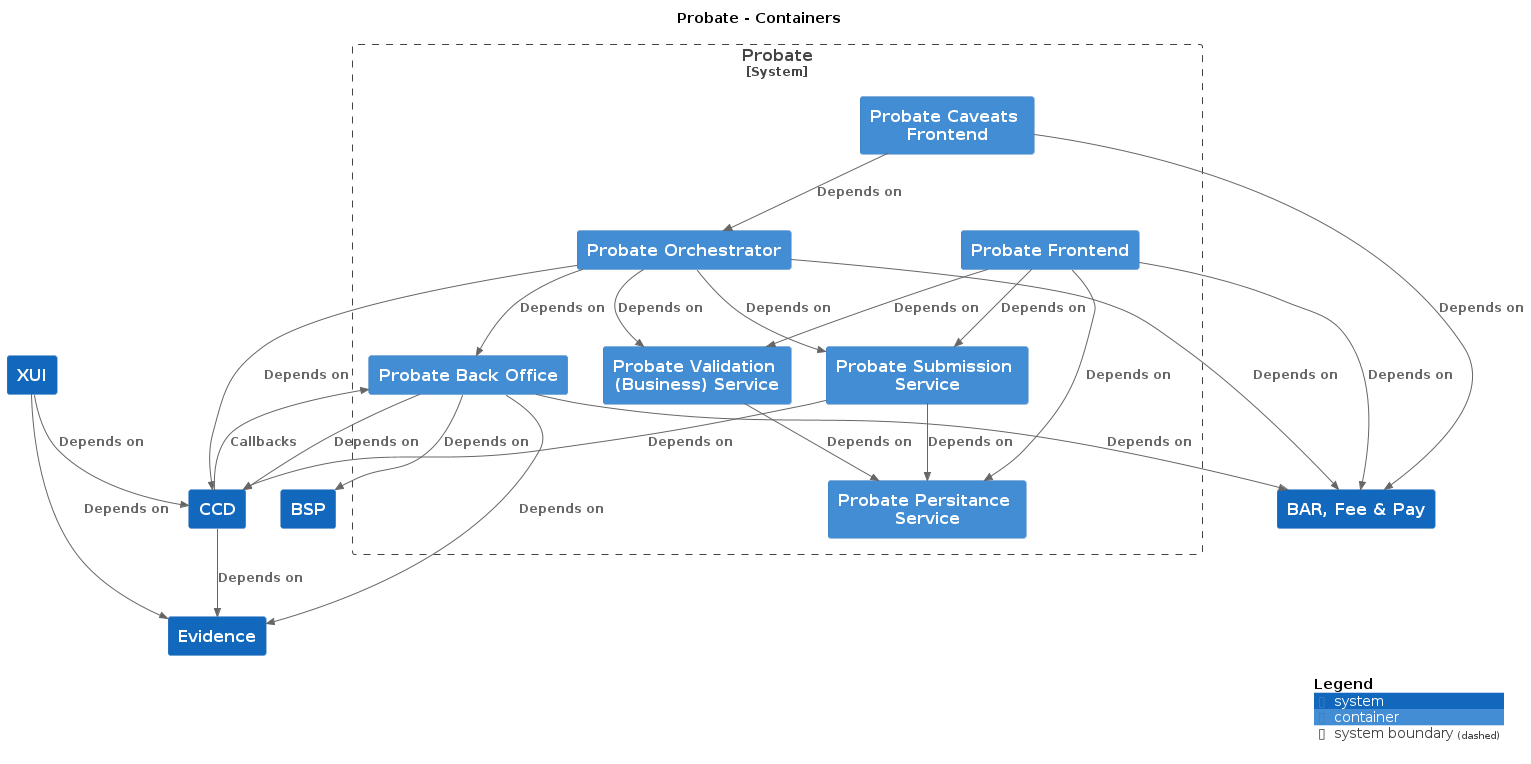 Probate - Containers
Probate
[System]
Probate Caveats
Frontend
Depends on
Probate Orchestrator
Probate Frontend
Depends on
Depends on
Depends on
Depends on
Depends on
Depends on
XUI
Depends on
Probate Back Office
Probate Validation
(Business) Service
Probate Submission
Service
Depends on
Depends on
Depends on
Depends on
Callbacks
Depends on
Depends on
Depends on
Depends on
Depends on
Depends on
Depends on
CCD
BSP
Depends on
Probate Persitance
Service
BAR, Fee & Pay
Depends on
Evidence
Legend
system
container
system boundary (dashed)